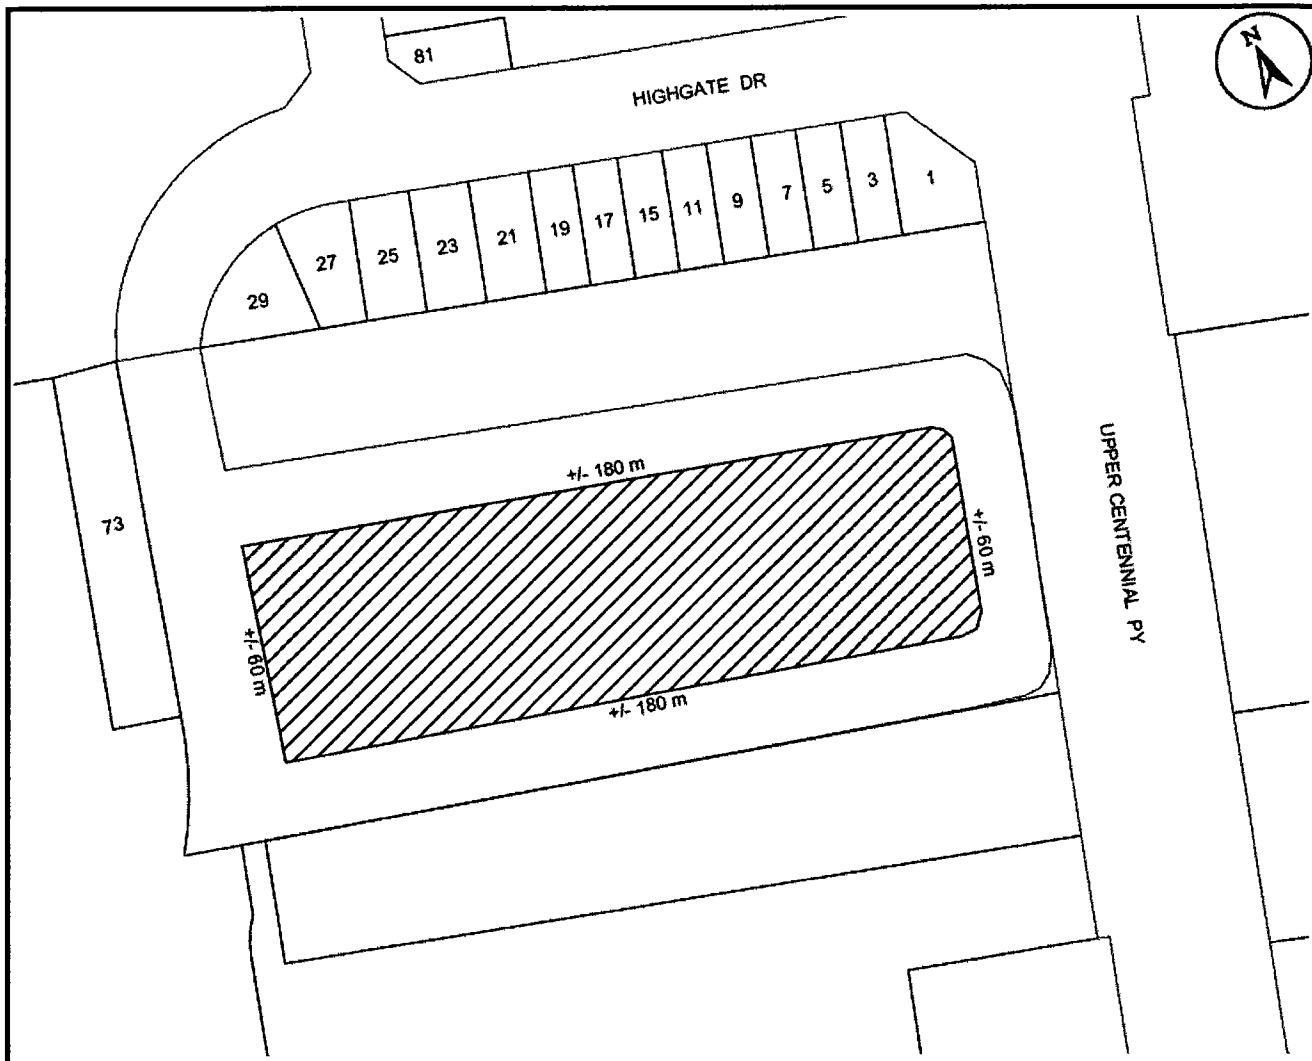 81
N
HIGHGATE DR
1
3
5
7
9
11
15
17
19
21
23
25
27
29
+/- 180 m
UPPER CENTENNIAL PY
73
+/- 60 m
+/- 60 m
+/- 180 m